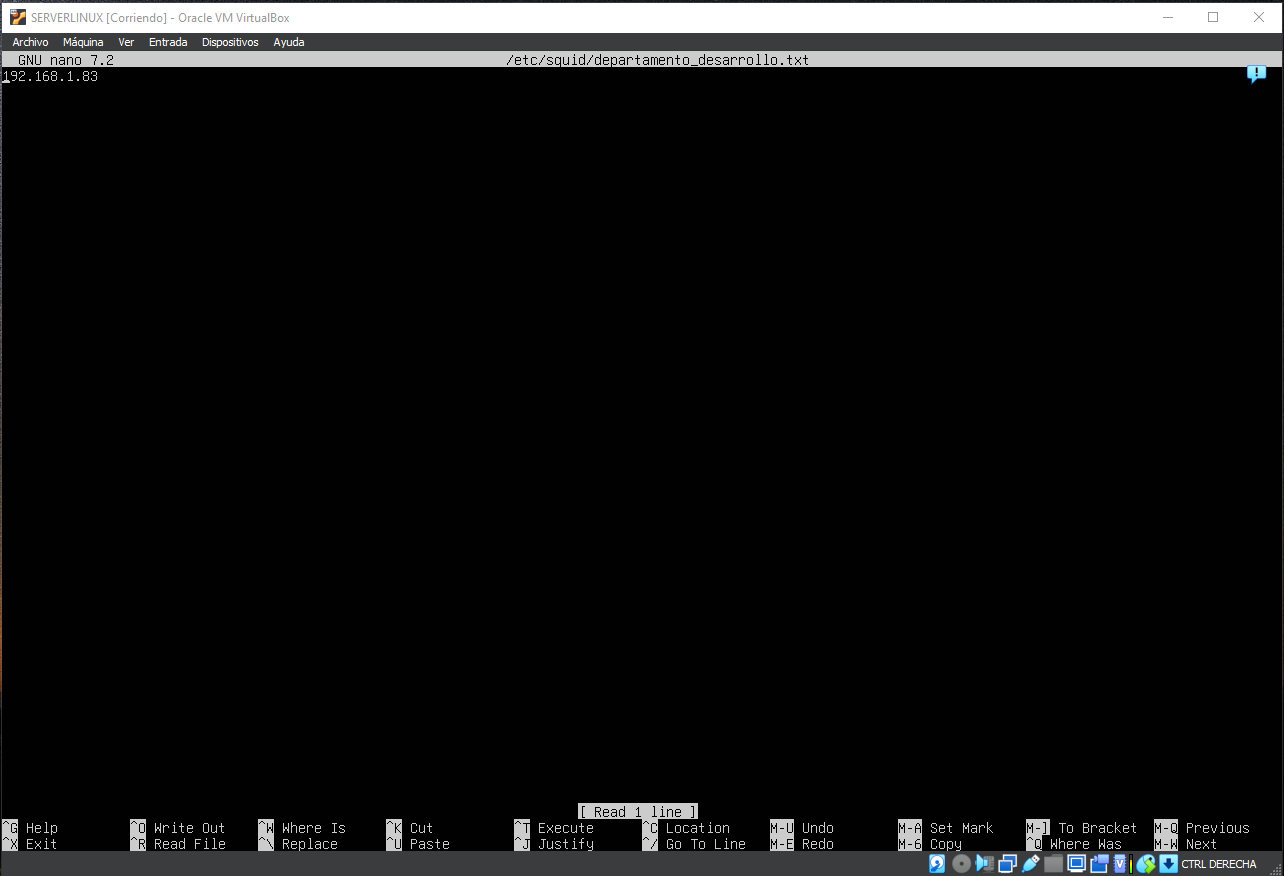 SERVERLINUX [Corriendo] - Oracle VM VirtualBox
Archivo Máquina Ver Entrada Dispositivos Ayuda
GNU nano 7.2 /etc/squid/departamento_desarrollo.txt
192.168.1.83
[ Read 1 line ]
^G Help ^O Write Out ^W Where Is ^K Cut ^T Execute ^C Location M-U Undo M-A Set Mark M-] To Bracket M-Q Previous
^X Exit ^R Read File ^\ Replace ^U Paste ^J Justify ^/ Go To Line M-E Redo M-6 Copy ^Q Where Was M-W Next
CTRL DERECHA